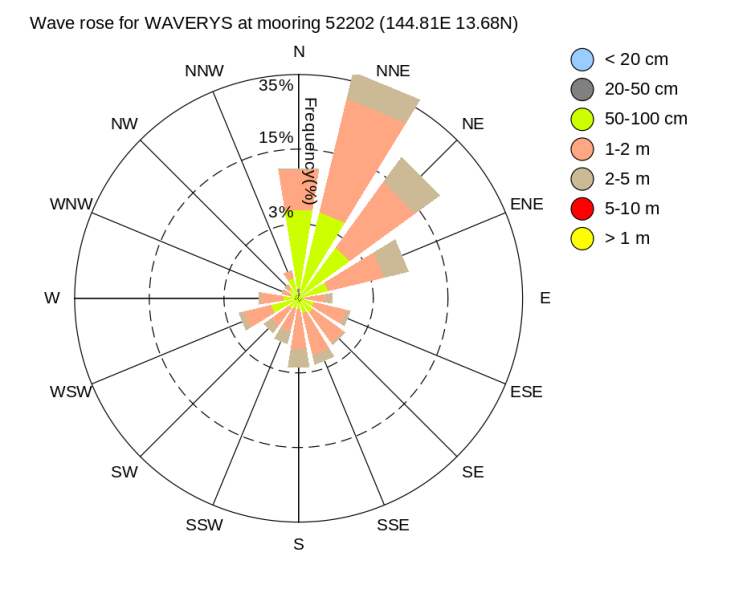 Wave rose for WAVERYS at mooring 52202 (144.81E 13.68N)
N
NNE
NE
ENE
E
ESE
SE
SSE
S
SSW
SW
WSW
W
WNW
NW
NNW
35%
15%
3%
Frequency(%)
< 20 cm
20-50 cm
50-100 cm
1-2 m
2-5 m
5-10 m
> 1 m